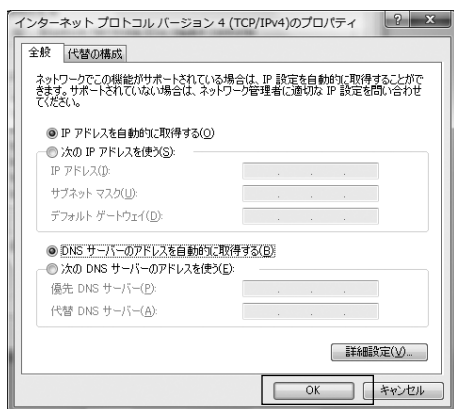 インターネット プロトコル バージョン 4 (TCP/IPv4)のプロパティ
全般
代替の構成
ネットワークでこの機能がサポートされている場合は、IP 設定を自動的に取得することがで
きます。サポートされていない場合は、ネットワーク管理者に適切な IP 設定を問い合わせ
てください。
IP アドレスを自動的に取得する(O)
次の IP アドレスを使う(S):
IP アドレス(I):
サブネット マスク(U):
デフォルト ゲートウェイ(D):
DNS サーバーのアドレスを自動的に取得する(B)
次の DNS サーバーのアドレスを使う(E):
優先 DNS サーバー(P):
代替 DNS サーバー(A):
詳細設定(V)...
OK
キャンセル